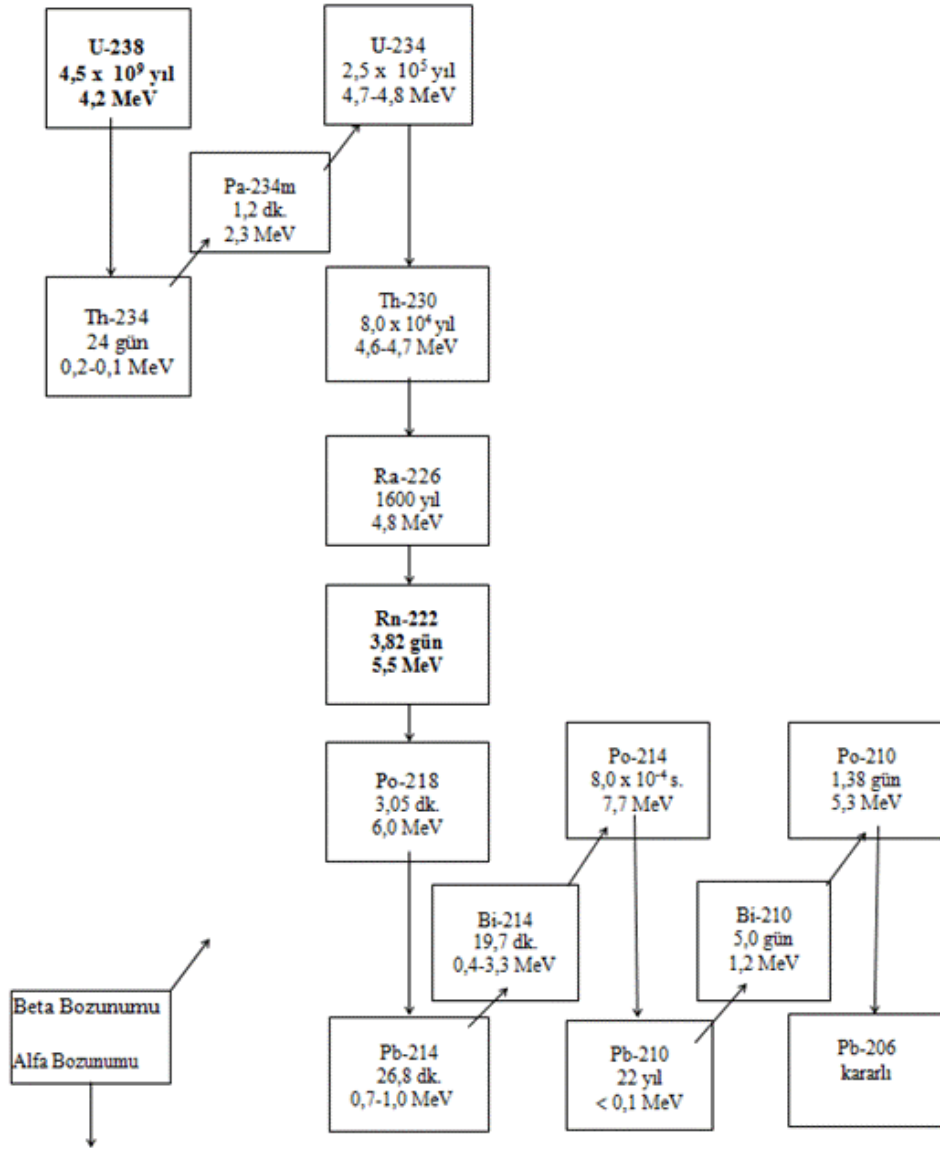 U-238
4,5 x 10⁹ yıl
4,2 MeV
U-234
2,5 x 10⁵ yıl
4,7-4,8 MeV
Pa-234m
1,2 dk.
2,3 MeV
Th-234
24 gün
0,2-0,1 MeV
Th-230
8,0 x 10⁴ yıl
4,6-4,7 MeV
Ra-226
1600 yıl
4,8 MeV
Rn-222
3,82 gün
5,5 MeV
Po-218
3,05 dk.
6,0 MeV
Po-214
8,0 x 10⁻⁴ s.
7,7 MeV
Po-210
1,38 gün
5,3 MeV
Bi-214
19,7 dk.
0,4-3,3 MeV
Bi-210
5,0 gün
1,2 MeV
Beta Bozunumu
Alfa Bozunumu
Pb-214
26,8 dk.
0,7-1,0 MeV
Pb-210
22 yıl
< 0,1 MeV
Pb-206
kararlı